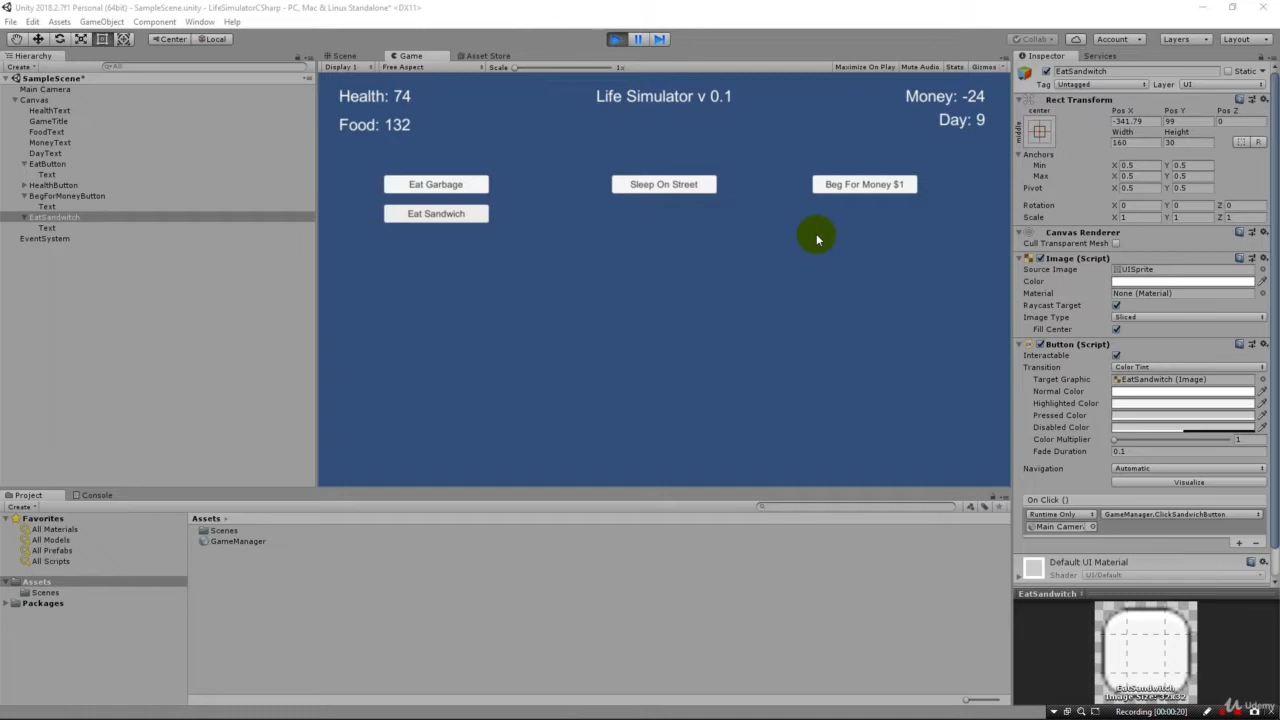 Unity 2018.2.7f1 Personal (64bit) - SampleScene.unity - LifeSimulatorCSharp - PC, Mac & Linux Standalone* <DX11>
File Edit Assets GameObject Component Window Help
Center Local
Collab Account Layers Layout
Hierarchy
Create All
SampleScene*
Main Camera
Canvas
HealthText
GameTitle
FoodText
MoneyText
DayText
EatButton
Text
HealthButton
BegForMoneyButton
Text
EatSandwitch
Text
EventSystem
Scene Game Asset Store
Display 1 Free Aspect Scale 1x Maximize On Play Mute Audio Stats Gizmos
Health: 74 Life Simulator v 0.1 Money: -24
Food: 132 Day: 9
Eat Garbage Sleep On Street Beg For Money $1
Eat Sandwich
Inspector Services
EatSandwitch Static
Tag Untagged Layer UI
Rect Transform
center Pos X Pos Y Pos Z
middle -341.79 99 0
Width Height
160 30
R
Anchors
Min X 0.5 Y 0.5
Max X 0.5 Y 0.5
Pivot X 0.5 Y 0.5
Rotation X 0 Y 0 Z 0
Scale X 1 Y 1 Z 1
Canvas Renderer
Cull Transparent Mesh
Image (Script)
Source Image UISprite
Color
Material None (Material)
Raycast Target
Image Type Sliced
Fill Center
Button (Script)
Interactable
Transition Color Tint
Target Graphic EatSandwitch (Image)
Normal Color
Highlighted Color
Pressed Color
Disabled Color
Color Multiplier 1
Fade Duration 0.1
Navigation Automatic
Visualize
On Click ()
Runtime Only GameManager.ClickSandwichButton
Main Camera
Default UI Material
Shader UI/Default
EatSandwitch
EatSandwitch
Image Size: 32x32
Project Console
Create
Favorites
All Materials
All Models
All Prefabs
All Scripts
Assets
Scenes
Packages
Assets
Scenes
GameManager
Recording [00:00:20]
Udemy